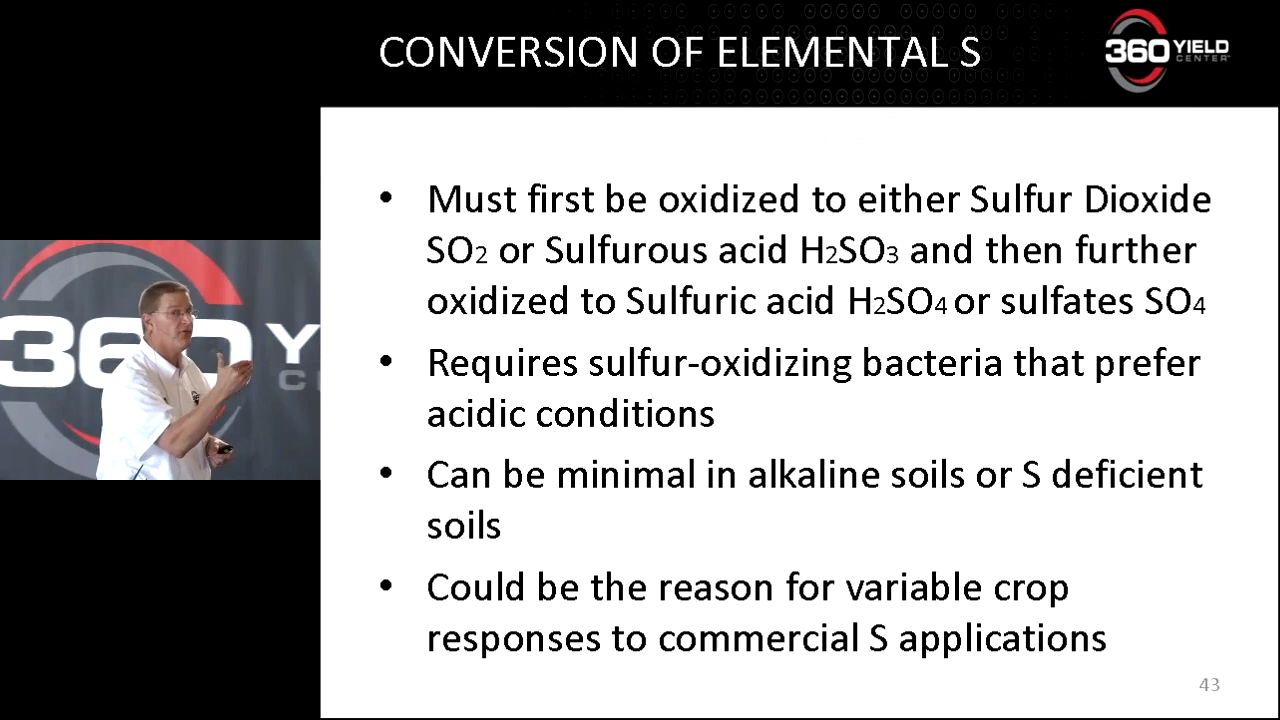 CONVERSION OF ELEMENTAL S
360 YIELD
CENTER
• Must first be oxidized to either Sulfur Dioxide
SO2 or Sulfurous acid H2SO3 and then further
oxidized to Sulfuric acid H2SO4 or sulfates SO4
• Requires sulfur-oxidizing bacteria that prefer
acidic conditions
• Can be minimal in alkaline soils or S deficient
soils
• Could be the reason for variable crop
responses to commercial S applications
43
360 Y
C